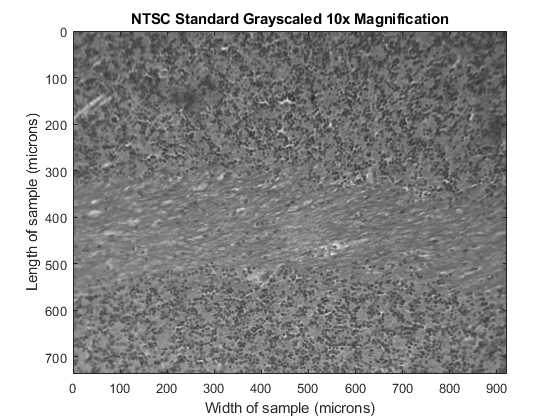 NTSC Standard Grayscaled 10x Magnification
0
100
200
300
400
500
600
700
Length of sample (microns)
0 100 200 300 400 500 600 700 800 900
Width of sample (microns)